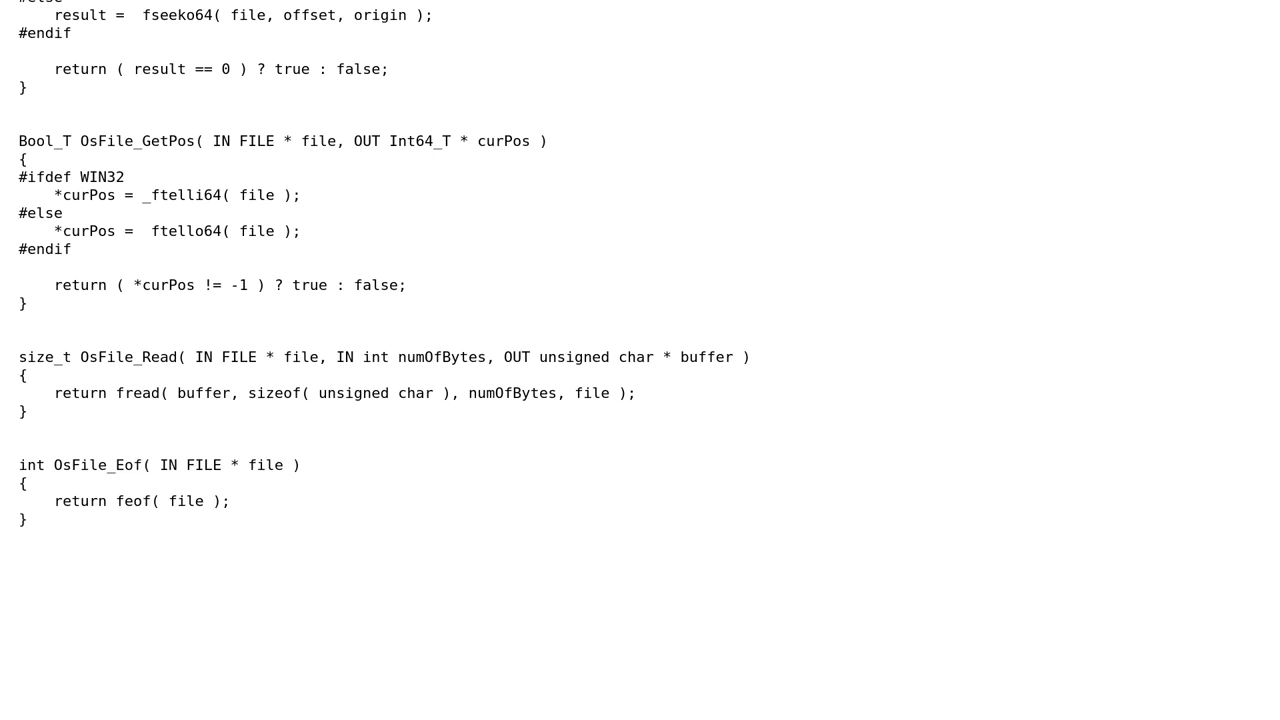 #else
    result =  fseeko64( file, offset, origin );
#endif

    return ( result == 0 ) ? true : false;
}


Bool_T OsFile_GetPos( IN FILE * file, OUT Int64_T * curPos )
{
#ifdef WIN32
    *curPos = _ftelli64( file );
#else
    *curPos =  ftello64( file );
#endif

    return ( *curPos != -1 ) ? true : false;
}


size_t OsFile_Read( IN FILE * file, IN int numOfBytes, OUT unsigned char * buffer )
{
    return fread( buffer, sizeof( unsigned char ), numOfBytes, file );
}


int OsFile_Eof( IN FILE * file )
{
    return feof( file );
}